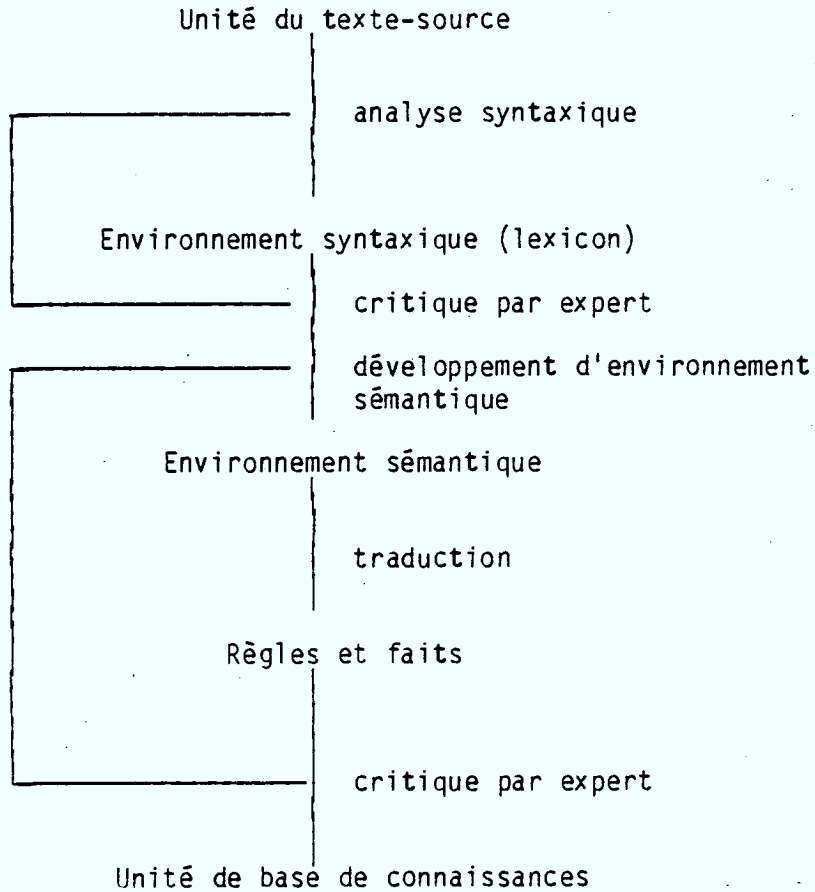 Unité du texte-source
analyse syntaxique
Environnement syntaxique (lexicon)
critique par expert
développement d'environnement
sémantique
Environnement sémantique
traduction
Règles et faits
critique par expert
Unité de base de connaissances